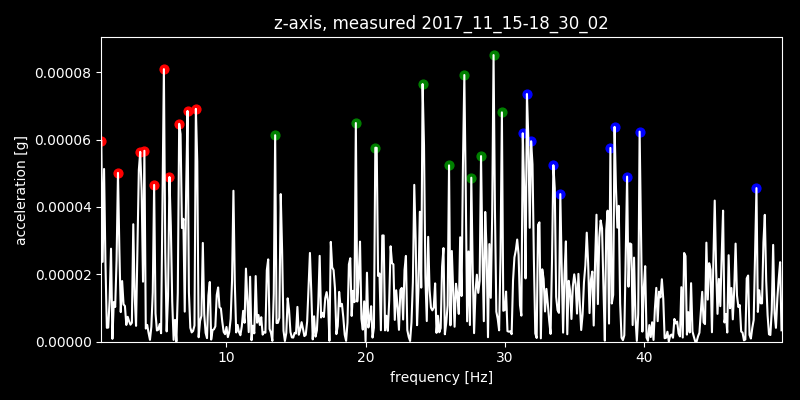 z-axis, measured 2017_11_15-18_30_02
0.00008
0.00006
0.00004
0.00002
0.00000
acceleration [g]
10 20 30 40
frequency [Hz]